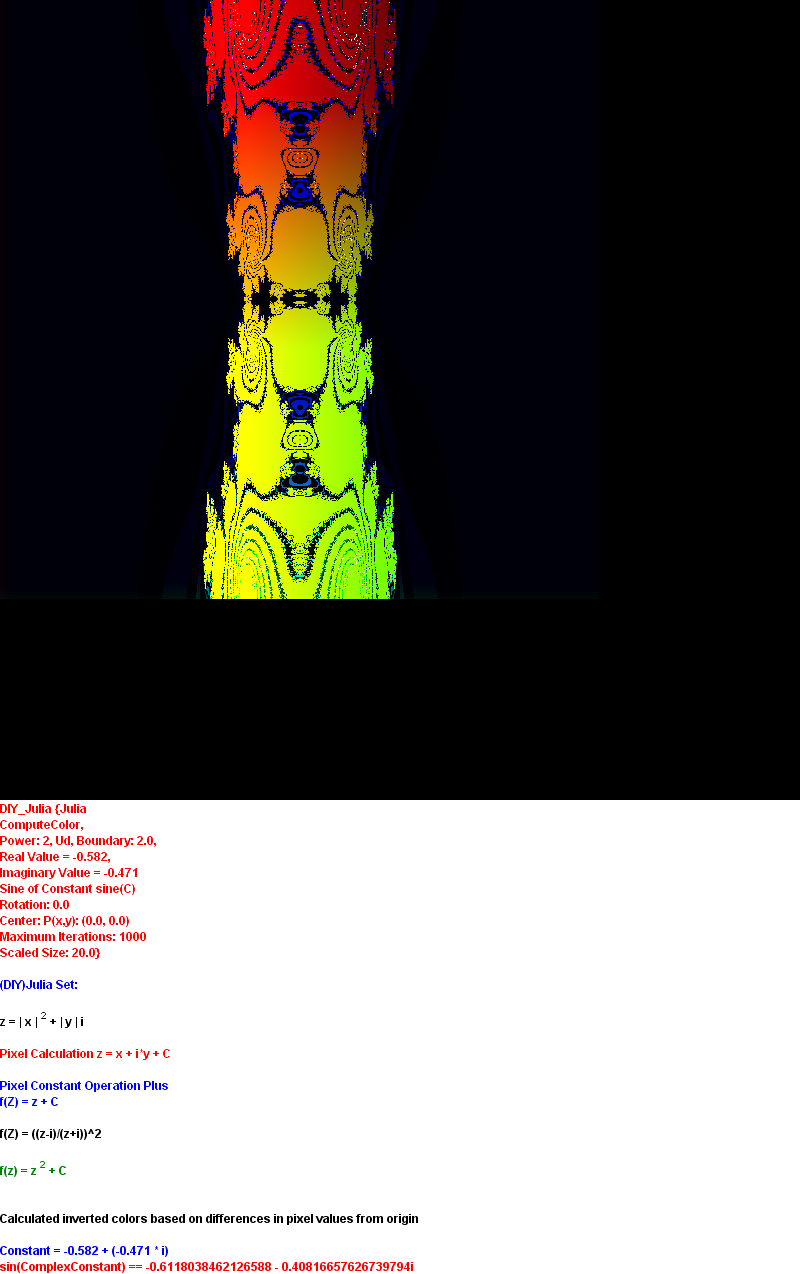 DIY_Julia {Julia
ComputeColor,
Power: 2, Ud, Boundary: 2.0,
Real Value = -0.582,
Imaginary Value = -0.471
Sine of Constant sine(C)
Rotation: 0.0
Center: P(x,y): (0.0, 0.0)
Maximum Iterations: 1000
Scaled Size: 20.0}
(DIY)Julia Set:
z = | x | 2 + | y | i
Pixel Calculation z = x + i*y + C
Pixel Constant Operation Plus
f(Z) = z + C
f(Z) = ((z-i)/(z+i))^2
f(z) = z 2 + C
Calculated inverted colors based on differences in pixel values from origin
Constant = -0.582 + (-0.471 * i)
sin(ComplexConstant) == -0.6118038462126588 - 0.40816657626739794i